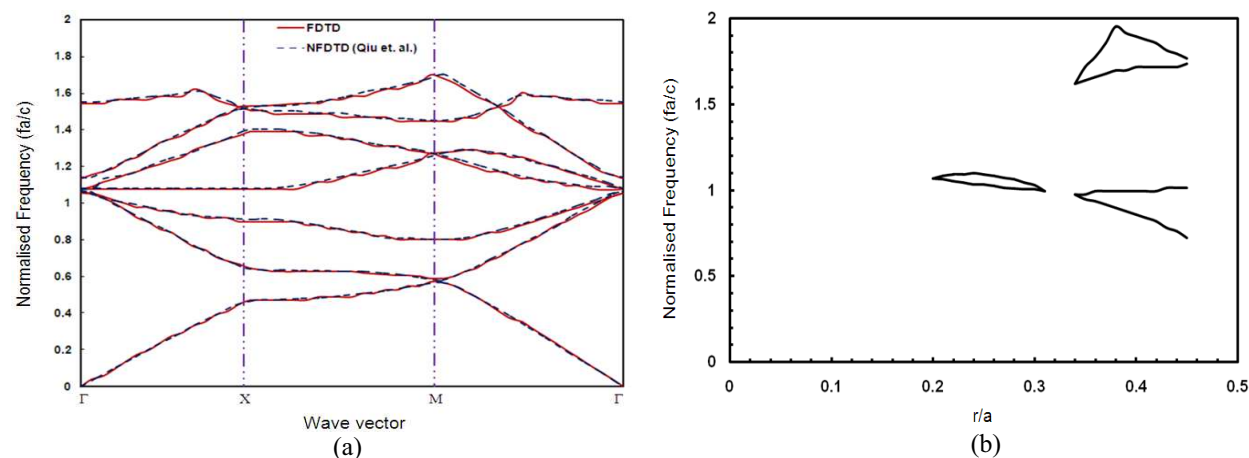 FDTD
NFDTD (Qiu et. al.)
Normalised Frequency (fa/c)
2
1.8
1.6
1.4
1.2
1
0.8
0.6
0.4
0.2
0
Γ X M Γ
Wave vector
(a)
Normalised Frequency (fa/c)
2
1.5
1
0.5
0
0 0.1 0.2 0.3 0.4 0.5
r/a
(b)